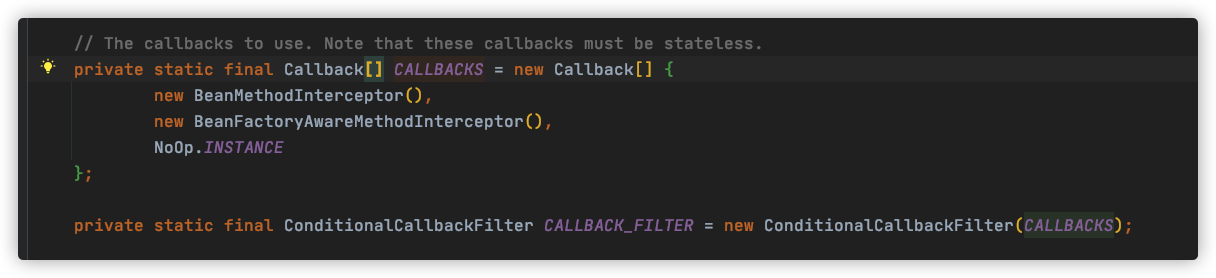 // The callbacks to use. Note that these callbacks must be stateless.
private static final Callback[] CALLBACKS = new Callback[] {
new BeanMethodInterceptor(),
new BeanFactoryAwareMethodInterceptor(),
NoOp.INSTANCE
};
private static final ConditionalCallbackFilter CALLBACK_FILTER = new ConditionalCallbackFilter(CALLBACKS);